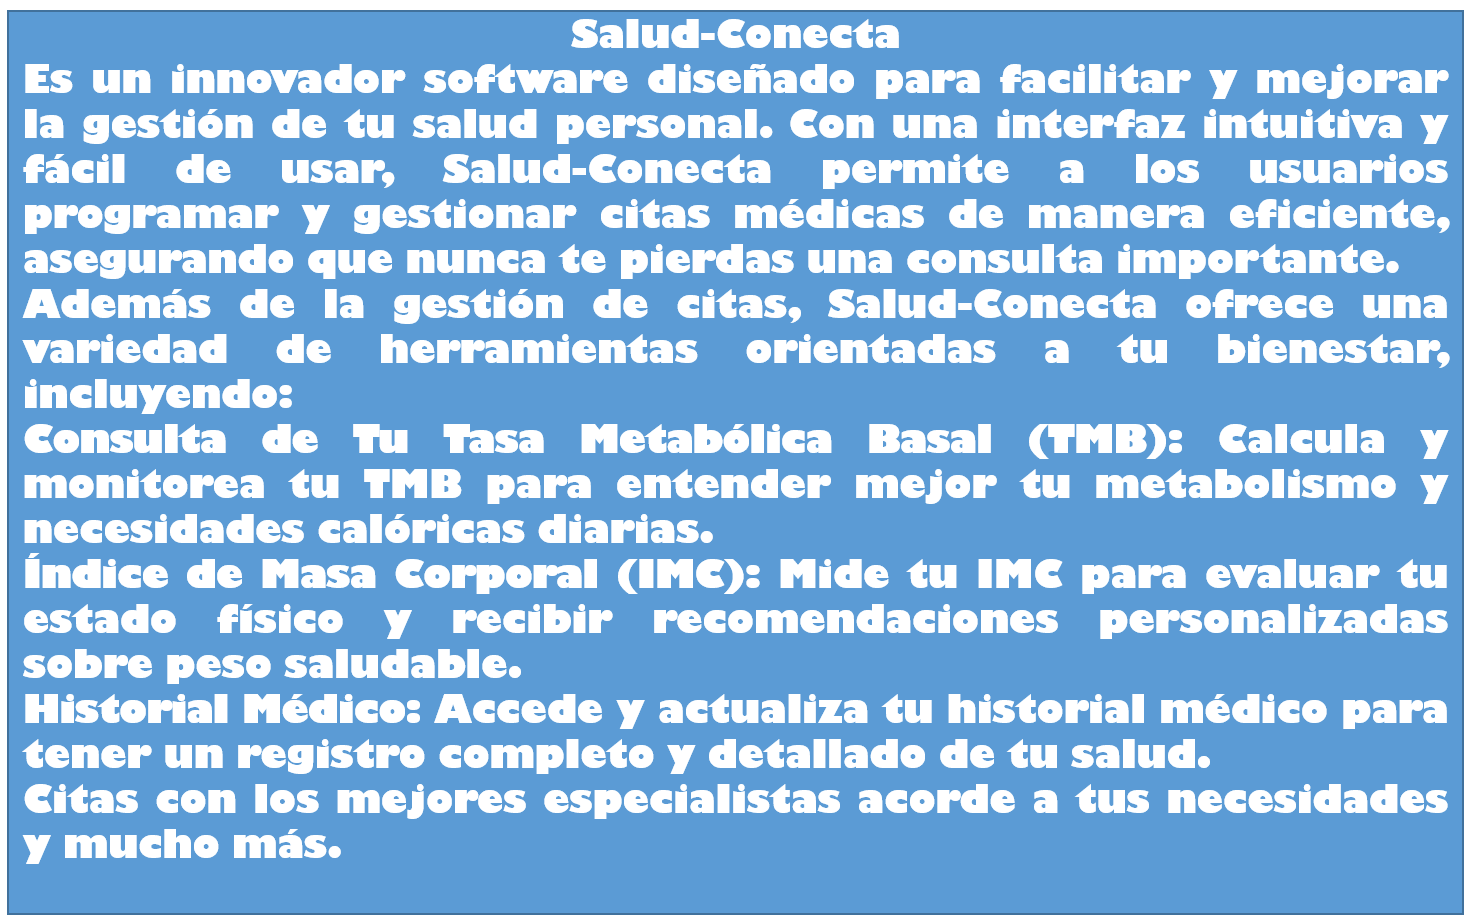 Salud-Conecta
Es un innovador software diseñado para facilitar y mejorar
la gestión de tu salud personal. Con una interfaz intuitiva y
fácil de usar, Salud-Conecta permite a los usuarios
programar y gestionar citas médicas de manera eficiente,
asegurando que nunca te pierdas una consulta importante.
Además de la gestión de citas, Salud-Conecta ofrece una
variedad de herramientas orientadas a tu bienestar,
incluyendo:
Consulta de Tu Tasa Metabólica Basal (TMB): Calcula y
monitorea tu TMB para entender mejor tu metabolismo y
necesidades calóricas diarias.
Índice de Masa Corporal (IMC): Mide tu IMC para evaluar tu
estado físico y recibir recomendaciones personalizadas
sobre peso saludable.
Historial Médico: Accede y actualiza tu historial médico para
tener un registro completo y detallado de tu salud.
Citas con los mejores especialistas acorde a tus necesidades
y mucho más.